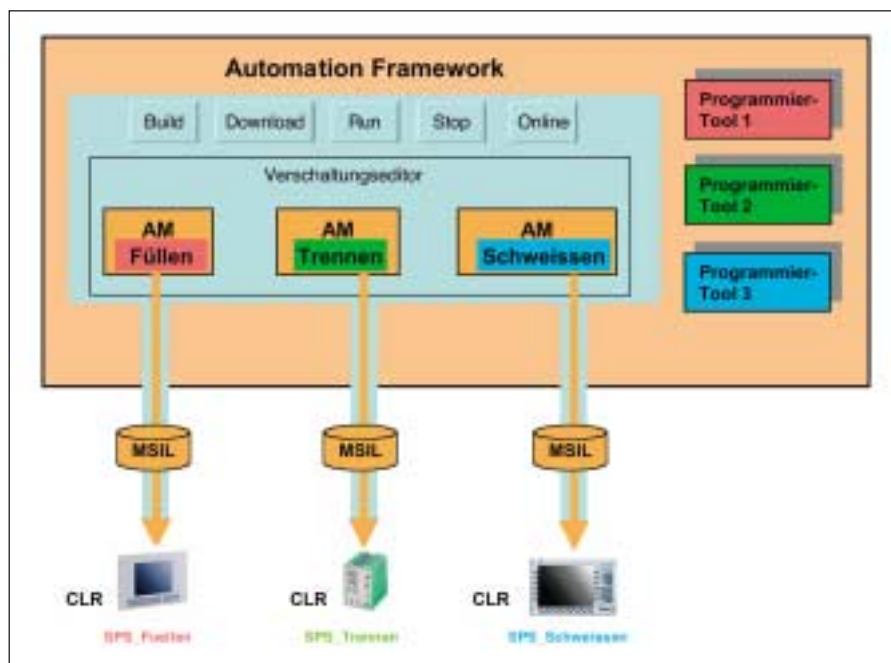 Automation Framework
Build Download Run Stop Online
Verschaltungseditor
AM
Füllen
AM
Trennen
AM
Schweissen
Programmier-
Tool 1
Programmier-
Tool 2
Programmier-
Tool 3
MSIL MSIL MSIL
CLR CLR CLR
SPS_Fuellen SPS_Trennen SPS_Schweissen